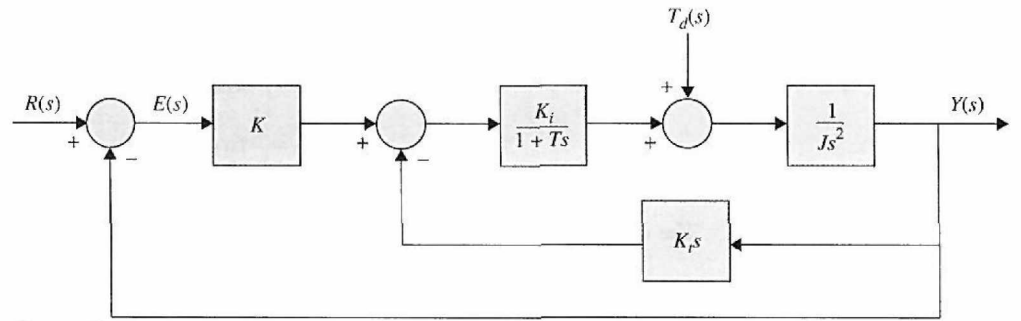 T_d(s)
R(s)
E(s)
K
K_i
1 + Ts
1
Js^2
Y(s)
+
−
+
−
+
+
K_t s